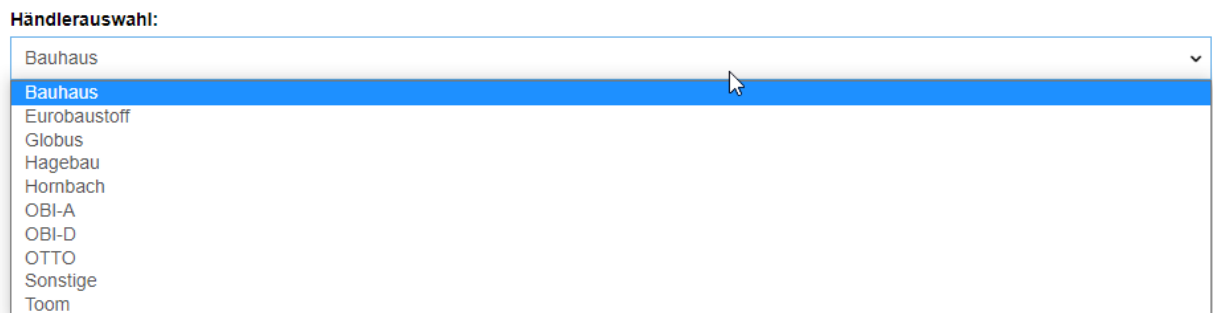 Händlerauswahl:
Bauhaus
Bauhaus
Eurobaustoff
Globus
Hagebau
Hornbach
OBI-A
OBI-D
OTTO
Sonstige
Toom